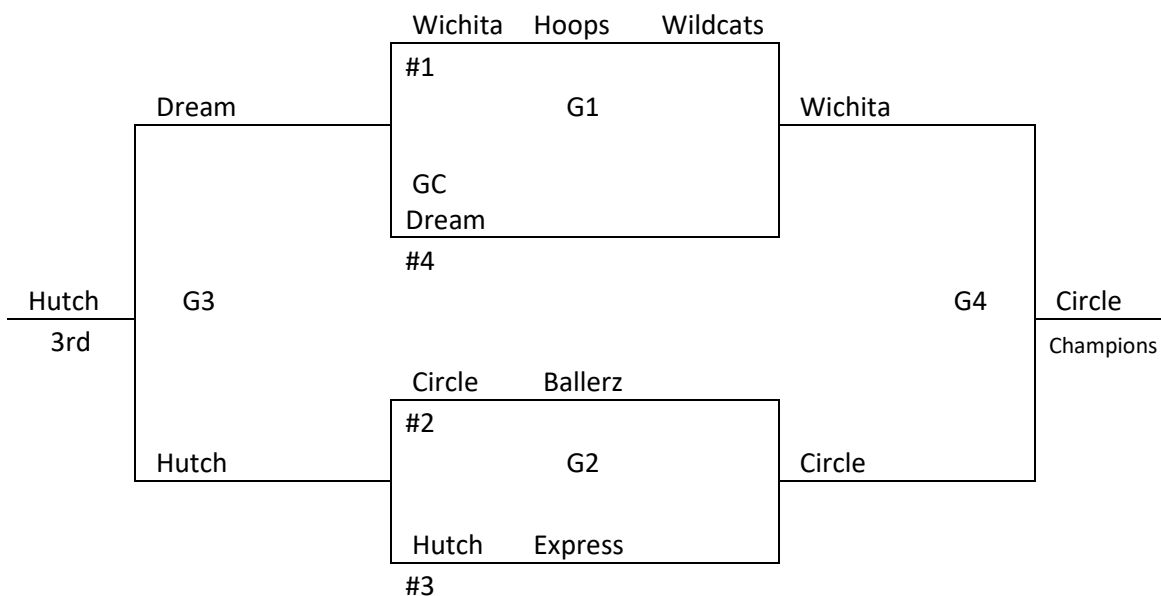 Wichita Hoops Wildcats
#1
Dream G1 Wichita
GC
Dream
#4
Hutch G3 G4 Circle
3rd Champions
Circle Ballerz
#2
Hutch G2 Circle
Hutch Express
#3